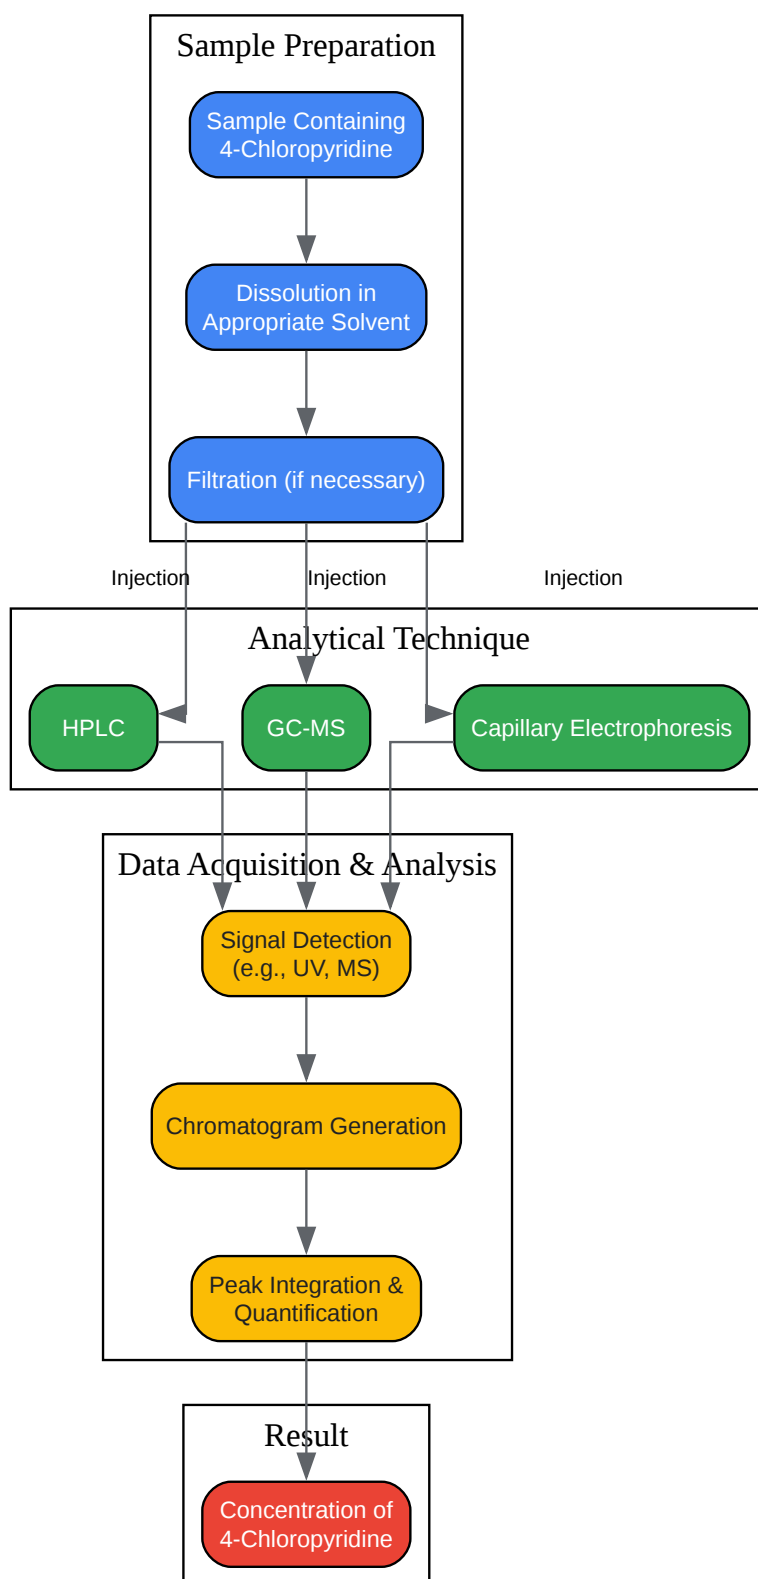 Sample Preparation
Sample Containing
4-Chloropyridine
Dissolution in
Appropriate Solvent
Filtration (if necessary)
Injection
Injection
Injection
Analytical Technique
HPLC
GC-MS
Capillary Electrophoresis
Data Acquisition & Analysis
Signal Detection
(e.g., UV, MS)
Chromatogram Generation
Peak Integration &
Quantification
Result
Concentration of
4-Chloropyridine